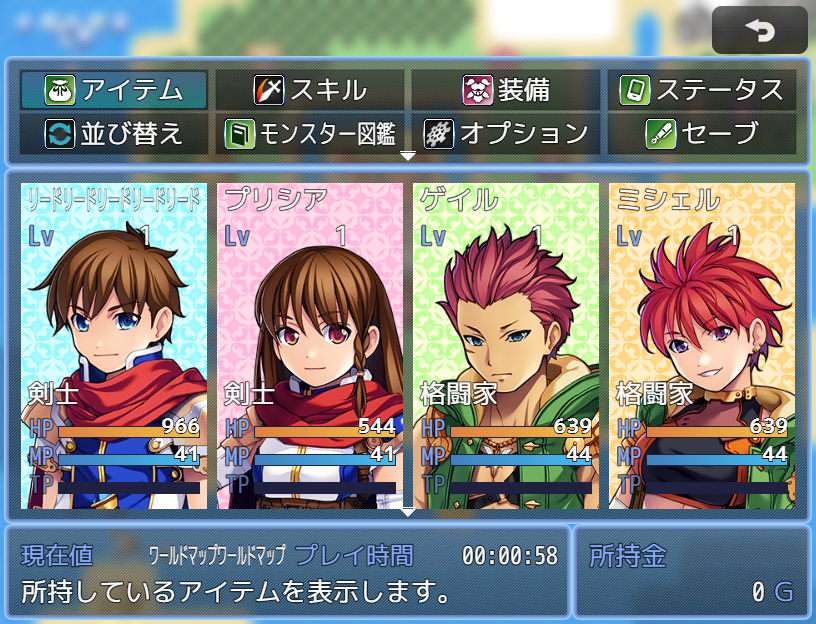 アイテム スキル 装備 ステータス
並び替え モンスター図鑑 オプション セーブ
リードリードリードリードリード プリシア ゲイル ミシェル
Lv 1 Lv 1 Lv 1 Lv 1
剣士 剣士 格闘家 格闘家
HP 966 HP 544 HP 639 HP 639
MP 41 MP 41 MP 44 MP 44
TP TP TP TP
現在値 ワールドマップワールドマップ プレイ時間 00:00:58 所持金
所持しているアイテムを表示します。 0 G